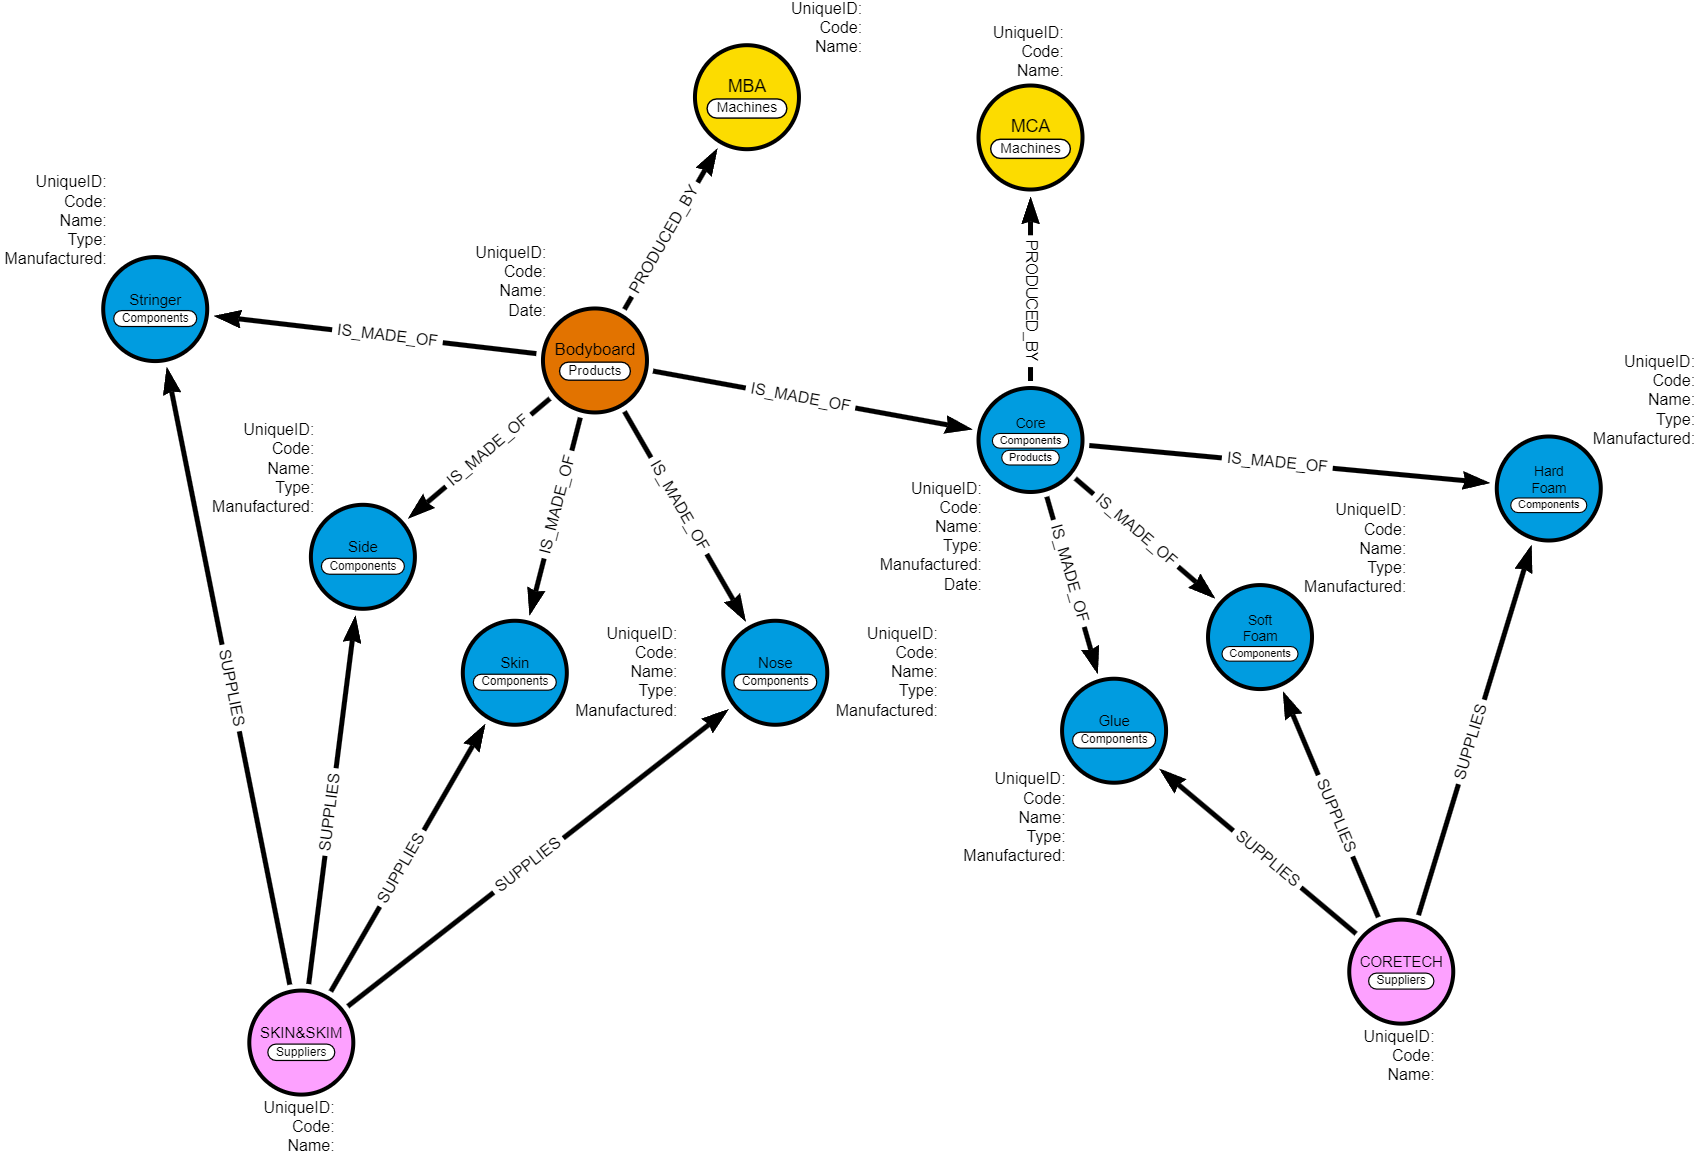 UniqueID:
Code:
Name:
MBA
Machines
UniqueID:
Code:
Name:
MCA
Machines
PRODUCED_BY
PRODUCED_BY
UniqueID:
Code:
Name:
Type:
Manufactured:
Stringer
Components
IS_MADE_OF
UniqueID:
Code:
Name:
Date:
Bodyboard
Products
IS_MADE_OF
Core
Components
Products
UniqueID:
Code:
Name:
Type:
Manufactured:
Date:
IS_MADE_OF
UniqueID:
Code:
Name:
Type:
Manufactured:
Hard
Foam
Components
UniqueID:
Code:
Name:
Type:
Manufactured:
Side
Components
IS_MADE_OF
IS_MADE_OF
IS_MADE_OF
IS_MADE_OF
IS_MADE_OF
UniqueID:
Code:
Name:
Type:
Manufactured:
Soft
Foam
Components
Skin
Components
UniqueID:
Code:
Name:
Type:
Manufactured:
Nose
Components
UniqueID:
Code:
Name:
Type:
Manufactured:
Glue
Components
UniqueID:
Code:
Name:
Type:
Manufactured:
SUPPLIES
SUPPLIES
SUPPLIES
SUPPLIES
SUPPLIES
SUPPLIES
SUPPLIES
CORETECH
Suppliers
UniqueID:
Code:
Name:
SKIN&SKIM
Suppliers
UniqueID:
Code:
Name: